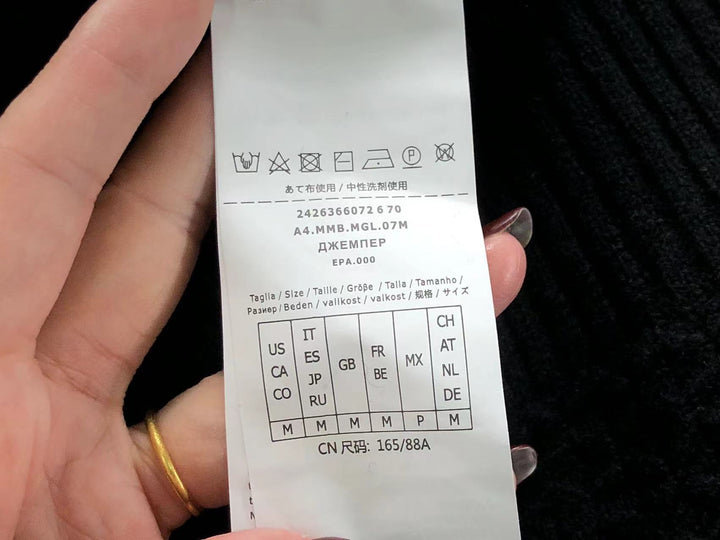 P
W
あて布使用 / 中性洗剤使用
2426366072 6 70
A4.MMB.MGL.07M
ДЖЕМПЕР
EPA.000
Taglia / Size / Taille / Größe / Talla / Tamanho /
Размер / Beden / valikost / valkost / 规格 / サイズ
US CA CO
IT ES JP RU
GB
FR BE
MX
CH AT NL DE
M M M M P M
CN 尺码: 165/88A